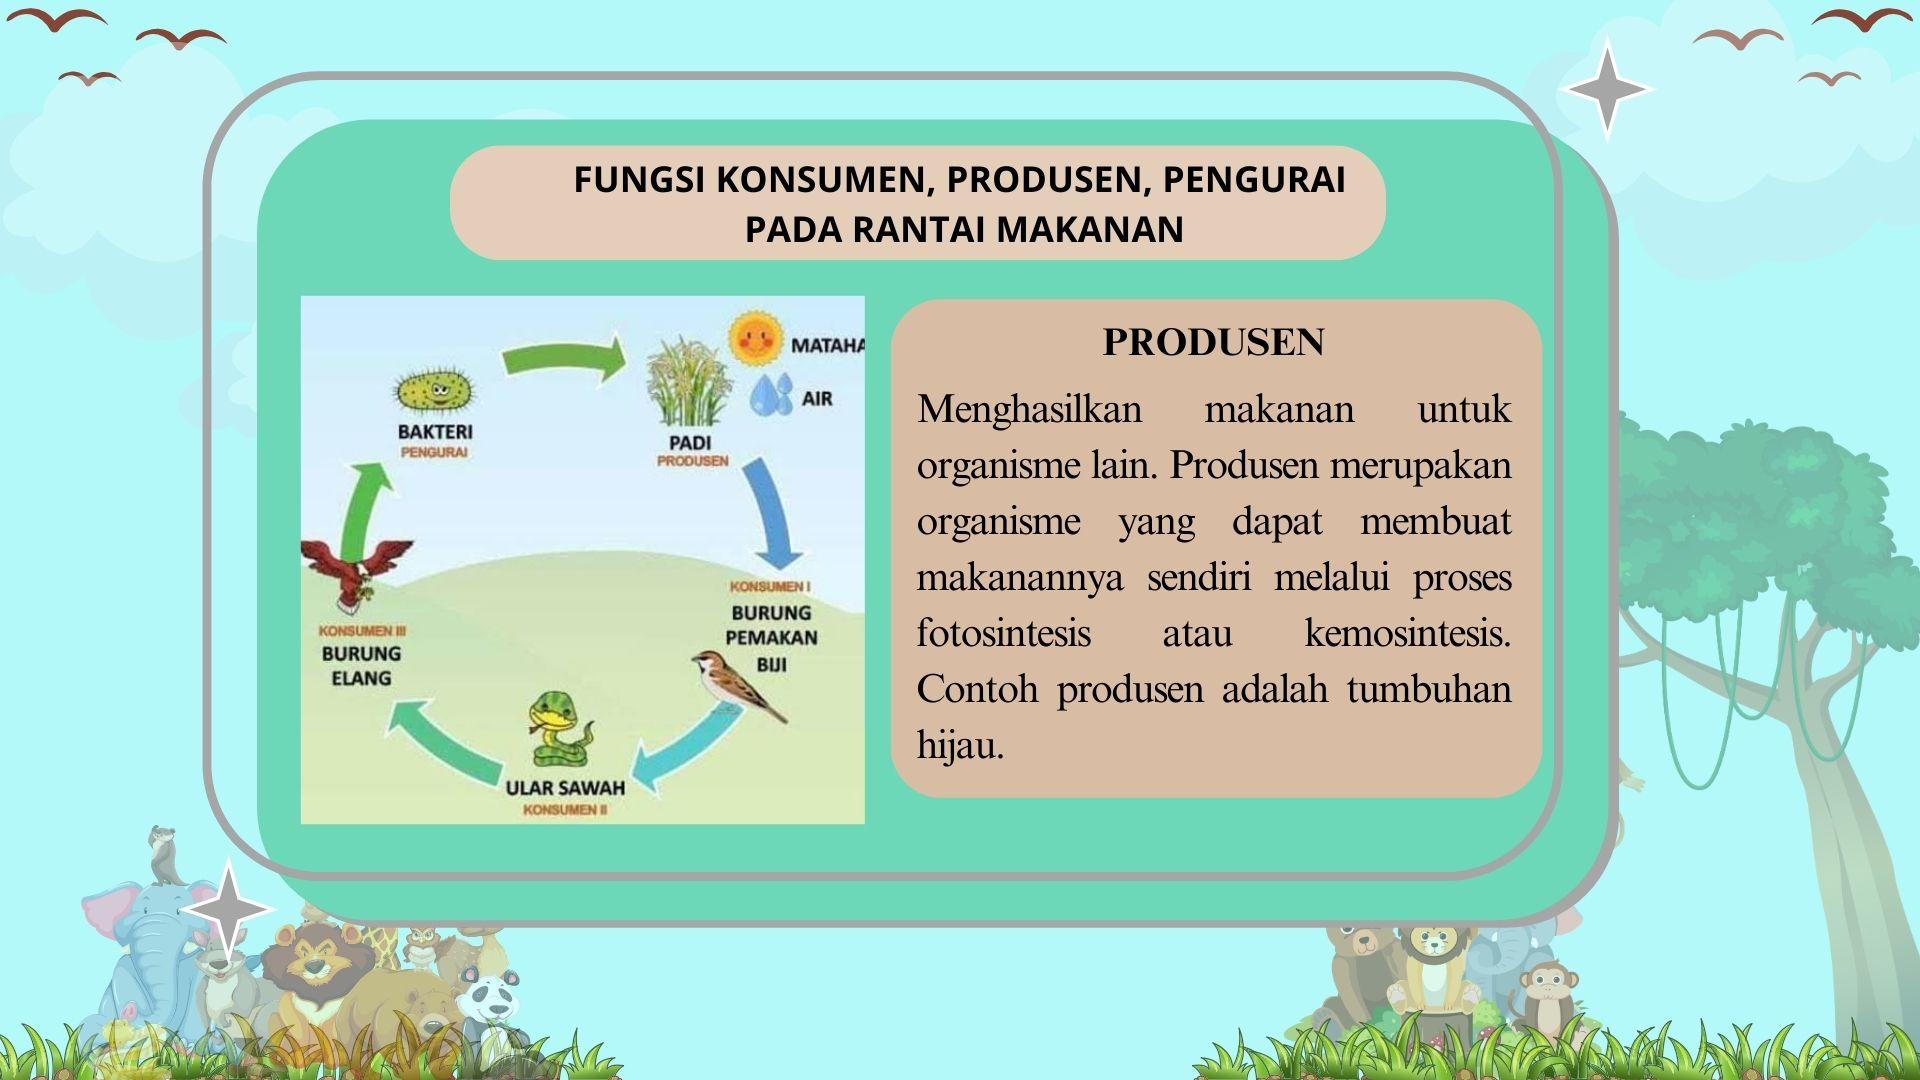 FUNGSI KONSUMEN, PRODUSEN, PENGURAI
PADA RANTAI MAKANAN
MATAHA
AIR
BAKTERI
PENGURAI
PADI
PRODUSEN
KONSUMEN I
BURUNG
PEMAKAN
BIJI
KONSUMEN III
BURUNG
ELANG
ULAR SAWAH
KONSUMEN II
PRODUSEN
Menghasilkan makanan untuk
organisme lain. Produsen merupakan
organisme yang dapat membuat
makanannya sendiri melalui proses
fotosintesis atau kemosintesis.
Contoh produsen adalah tumbuhan
hijau.